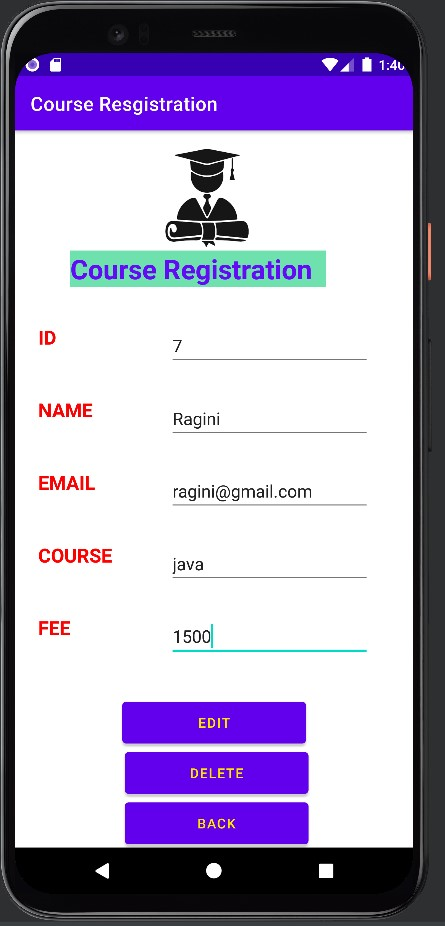 1:40
Course Resgistration
Course Registration
ID
7
NAME
Ragini
EMAIL
ragini@gmail.com
COURSE
java
FEE
1500
EDIT
DELETE
BACK